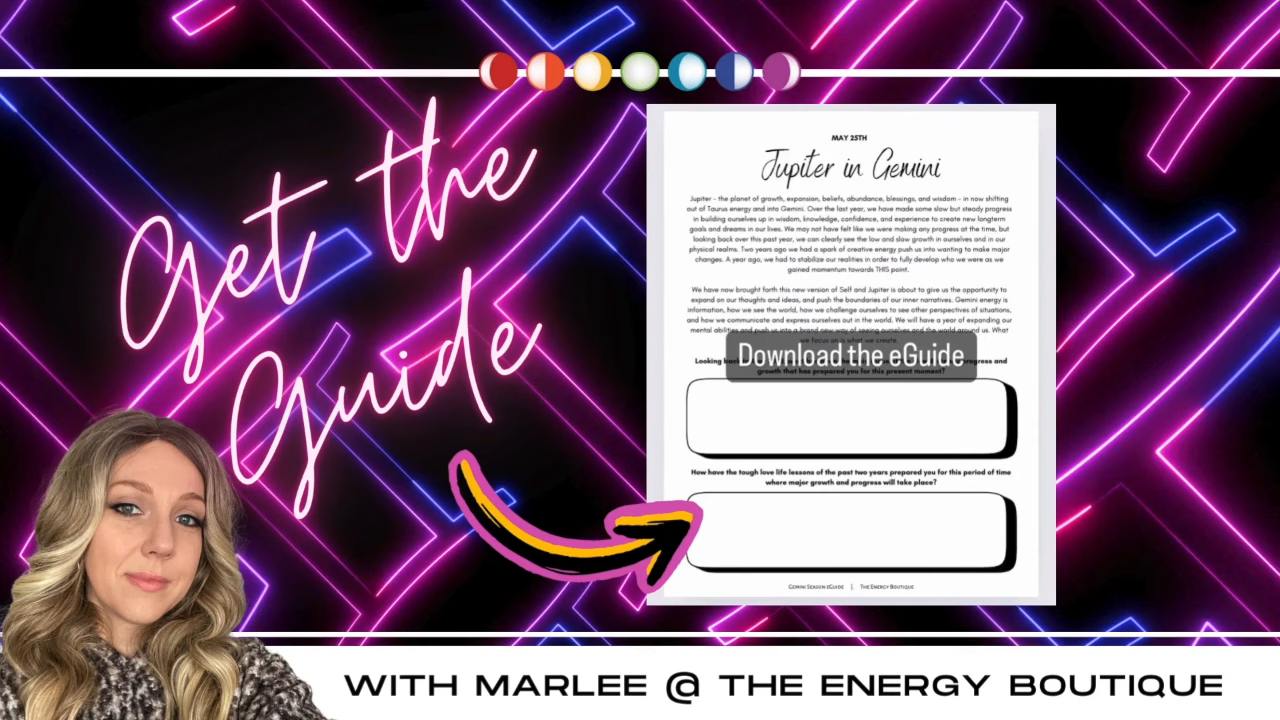 Get the
Guide
MAY 25TH
Jupiter in Gemini
Jupiter - the planet of growth, expansion, beliefs, abundance, blessings, and wisdom - in now shifting
out of Taurus energy and into Gemini. Over the last year, we have made some slow but steady progress
in building ourselves up in wisdom, knowledge, confidence, and experience to create new longterm
goals and dreams in our lives. We may not have felt like we were making any progress at the time, but
looking back over this past year, we can clearly see the low and slow growth in ourselves and in our
physical realms. Two years ago we had a spark of creative energy push us into wanting to make major
changes. A year ago, we had to stabilize our realities in order to fully develop who we were as we
gained momentum towards THIS point.
We have now brought forth this new version of Self and Jupiter is about to give us the opportunity to
expand on our thoughts and ideas, and push the boundaries of our inner narratives. Gemini energy is
information, how we see the world, how we challenge ourselves to see other perspectives of situations,
and how we communicate and express ourselves out in the world. We will have a year of expanding our
mental abilities and push us into a brand new way of seeing ourselves and the world around us. What
we focus on is what we create.
Download the eGuide
Looking progress and
growth that has prepared you for this present moment?
How have the tough love life lessons of the past two years prepared you for this period of time
where major growth and progress will take place?
GEMINI SEASON EGUIDE | THE ENERGY BOUTIQUE
WITH MARLEE @ THE ENERGY BOUTIQUE